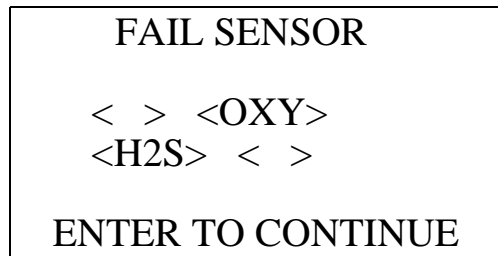 FAIL SENSOR
< > <OXY>
<H2S> < >
ENTER TO CONTINUE